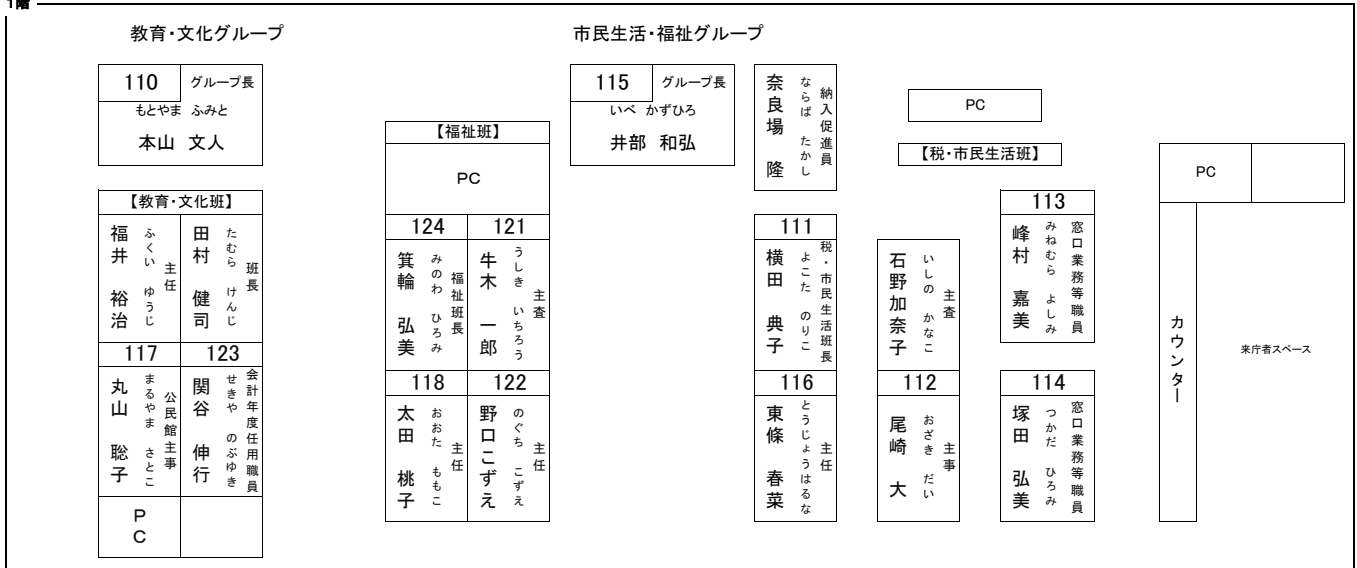 1階
教育・文化グループ
市民生活・福祉グループ
110
グループ長
もとやま ふみと
本山 文人
【教育・文化班】
福井 裕治
ふくい ゆうじ
主任
田村 健司
たむら けんじ
班長
117
123
丸山 聡子
まるやま さとこ
公民館主事
関谷 伸行
せきや のぶゆき
会計年度任用職員
PC
【福祉班】
PC
124
121
箕輪 弘美
みのわ ひろみ
福祉班長
牛木 一郎
うしき いちろう
主査
118
122
太田 桃子
おおた ももこ
主任
野口こずえ
のぐち こずえ
主任
115
グループ長
いべ かずひろ
井部 和弘
奈良場 隆
ならば たかし
納入促進員
PC
【税・市民生活班】
111
横田 典子
よこた のりこ
税・市民生活班長
116
東條 春菜
とうじょうはるな
主任
石野加奈子
いしの かなこ
主査
112
尾崎 大
おざき だい
主事
113
峰村 嘉美
みねむら よしみ
窓口業務等職員
114
塚田 弘美
つかだ ひろみ
窓口業務等職員
PC
カウンター
来庁者スペース